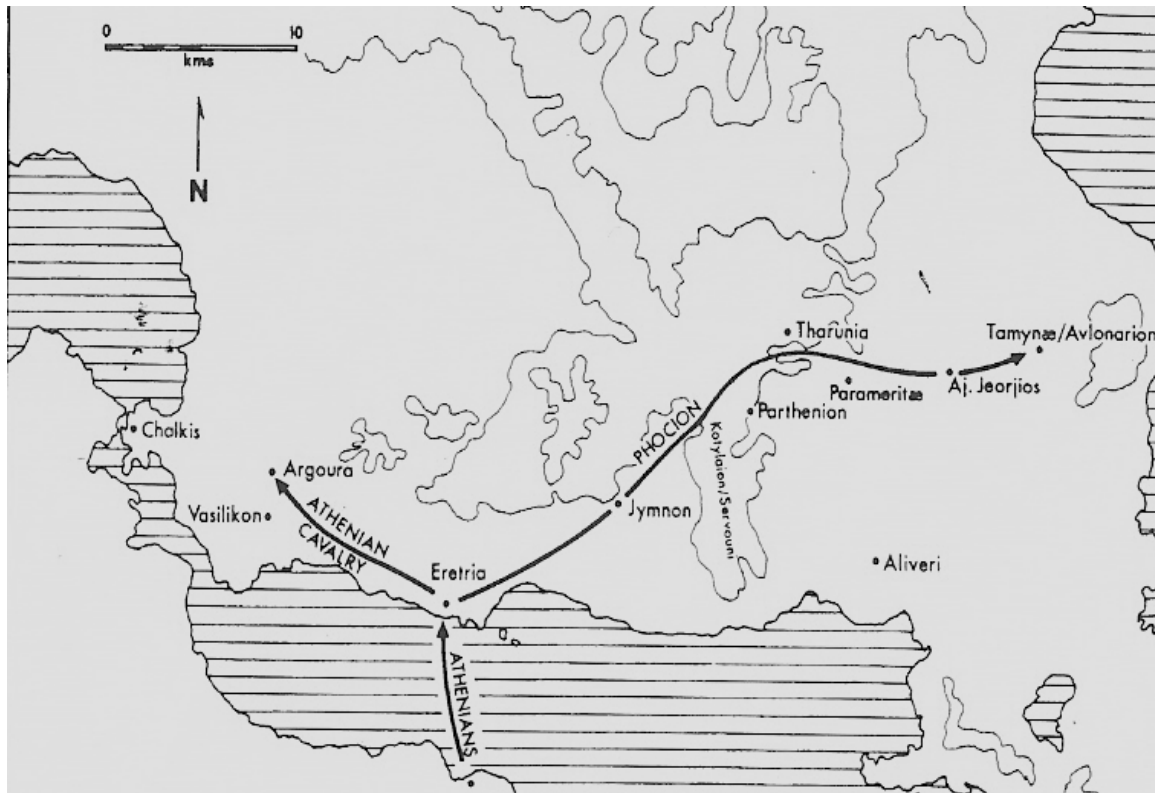 0 10
kms
N
Tharunia
Tamynæ/Avlonarion
Parameritæ
Aj. Jeorjios
Parthenion
Chalkis
PHOCION
Kotylaion/Servouni
Argoura
Jymnon
Vasilikon
ATHENIAN
CAVALRY
Eretria
Aliveri
ATHENIANS